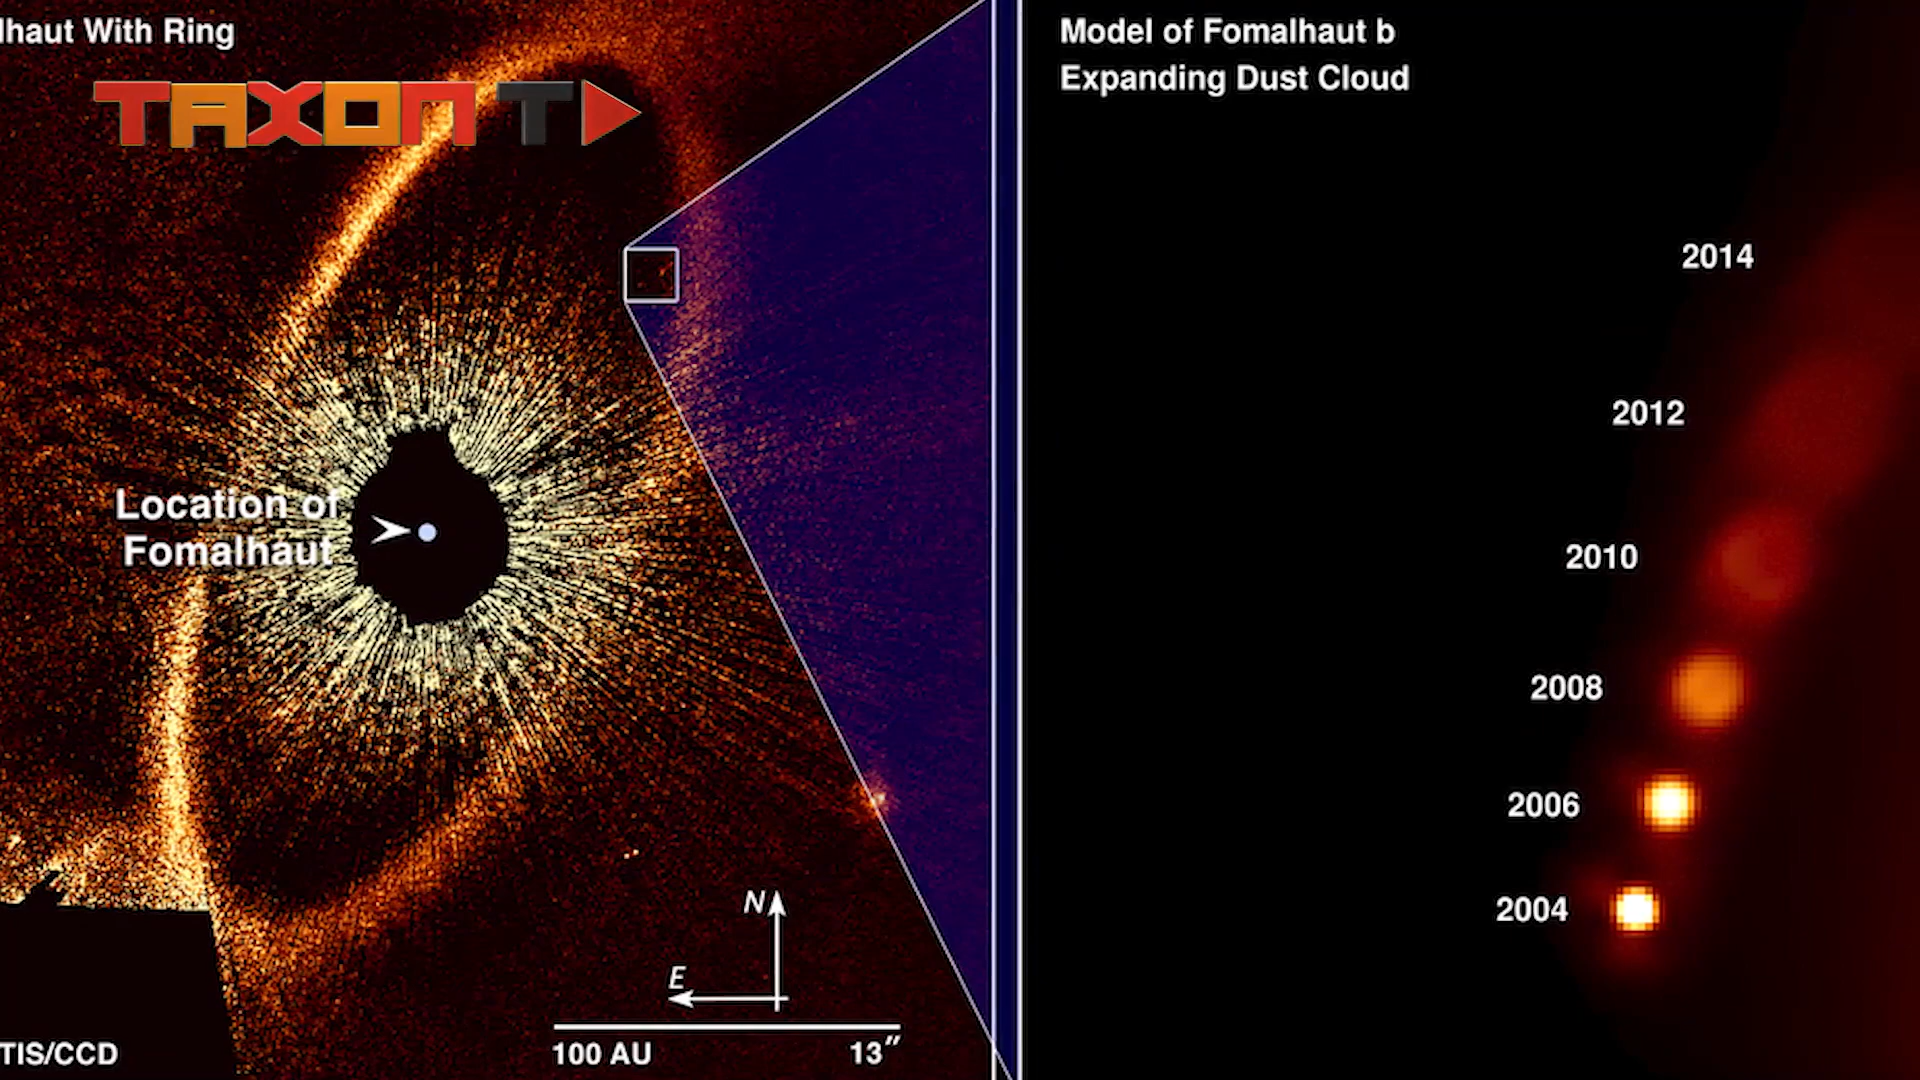 lhaut With Ring
TAXON T
Location of
Fomalhaut
N
E
100 AU 13″
TIS/CCD
Model of Fomalhaut b
Expanding Dust Cloud
2014
2012
2010
2008
2006
2004